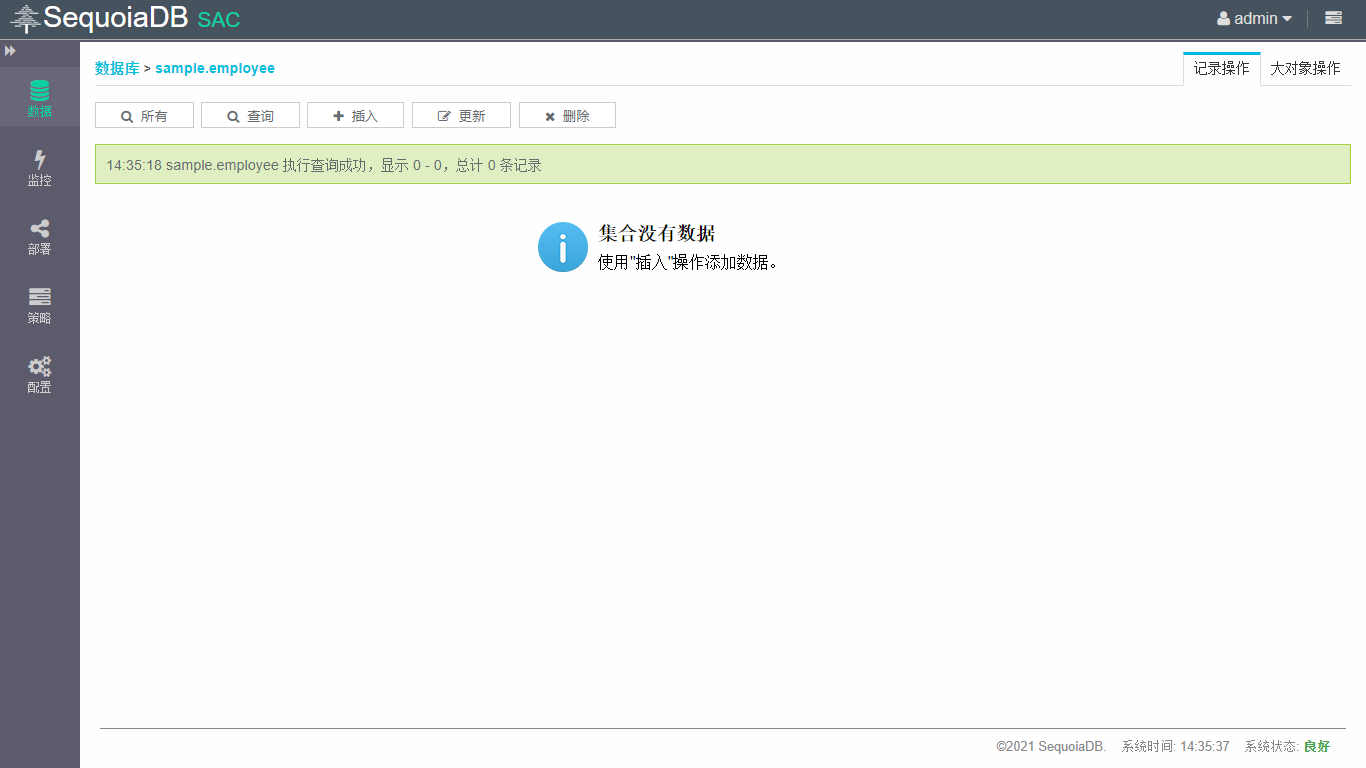 SequoiaDB SAC
admin
数据库 > sample.employee
记录操作 大对象操作
所有 查询 插入 更新 删除
14:35:18 sample.employee 执行查询成功，显示 0 - 0，总计 0 条记录
集合没有数据
使用"插入"操作添加数据。
数据
监控
部署
策略
配置
©2021 SequoiaDB. 系统时间: 14:35:37 系统状态: 良好